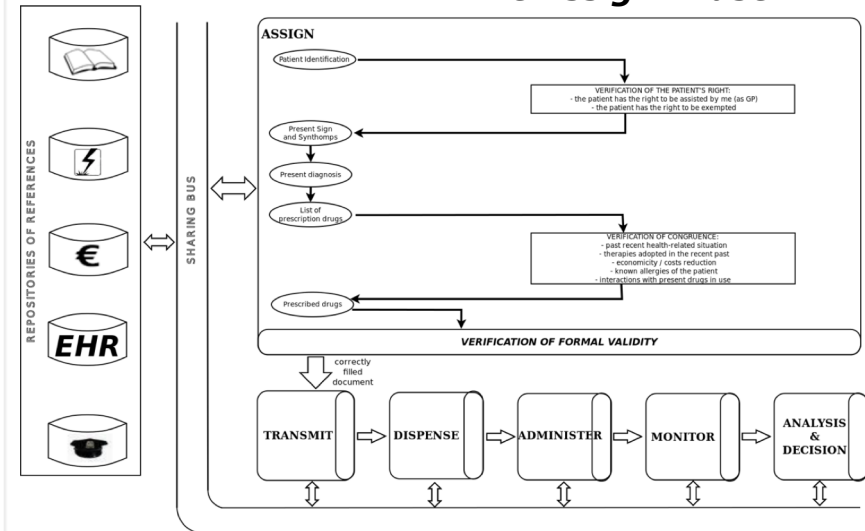 ASSIGN
Patient Identification
VERIFICATION OF THE PATIENT'S RIGHT:
- the patient has the right to be assisted by me (as GP)
- the patient has the right to be exempted
Present Sign
and Synthomps
Present diagnosis
List of
prescription drugs
VERIFICATION OF CONGRUENCE:
- past recent health-related situation
- therapies adopted in the recent past
- economicity / costs reduction
- known allergies of the patient
- interactions with present drugs in use
Prescribed drugs
VERIFICATION OF FORMAL VALIDITY
correctly
filled
document
REPOSITORIES OF REFERENCES
€
EHR
SHARING BUS
TRANSMIT
DISPENSE
ADMINISTER
MONITOR
ANALYSIS
&
DECISION